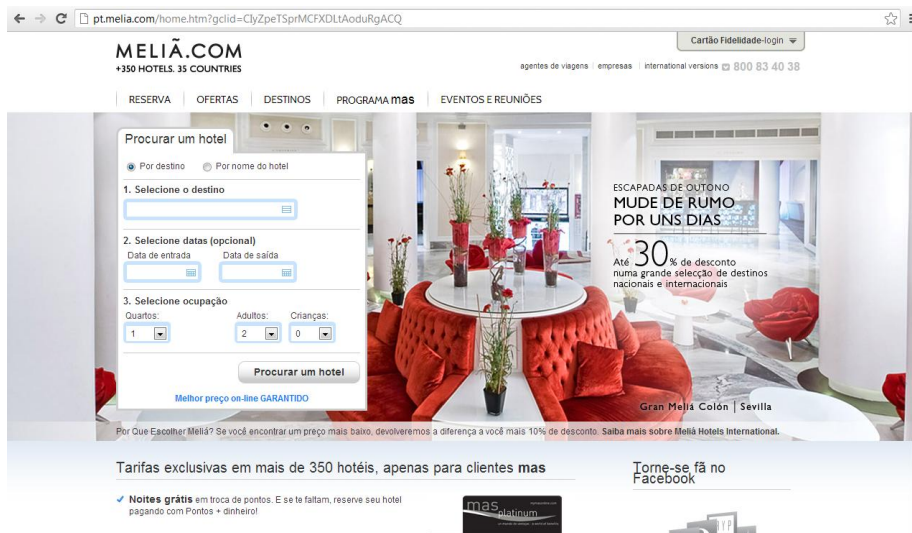 pt.melia.com/home.htm?gclid=CIyZpeTSprMCFXDLtAoduRgACQ
MELIÃ.COM
+350 HOTELS. 35 COUNTRIES
Cartão Fidelidade-login
agentes de viagens | empresas | international versions 800 83 40 38
RESERVA OFERTAS DESTINOS PROGRAMA mas EVENTOS E REUNIÕES
Procurar um hotel
Por destino Por nome do hotel
1. Selecione o destino
2. Selecione datas (opcional)
Data de entrada Data de saída
3. Selecione ocupação
Quartos: Adultos: Crianças:
1 2 0
Procurar um hotel
Melhor preço on-line GARANTIDO
ESCAPADAS DE OUTONO
MUDE DE RUMO
POR UNS DIAS
Até 30% de desconto
numa grande selecção de destinos
nacionais e internacionais
Gran Meliá Colón | Sevilla
Por Que Escolher Meliá? Se você encontrar um preço mais baixo, devolveremos a diferença a você mais 10% de desconto. Saiba mais sobre Meliá Hotels International.
Tarifas exclusivas em mais de 350 hotéis, apenas para clientes mas
Noites grátis em troca de pontos. E se te faltam, reserve seu hotel
pagando com Pontos + dinheiro!
mas
platinum
Torne-se fã no
Facebook